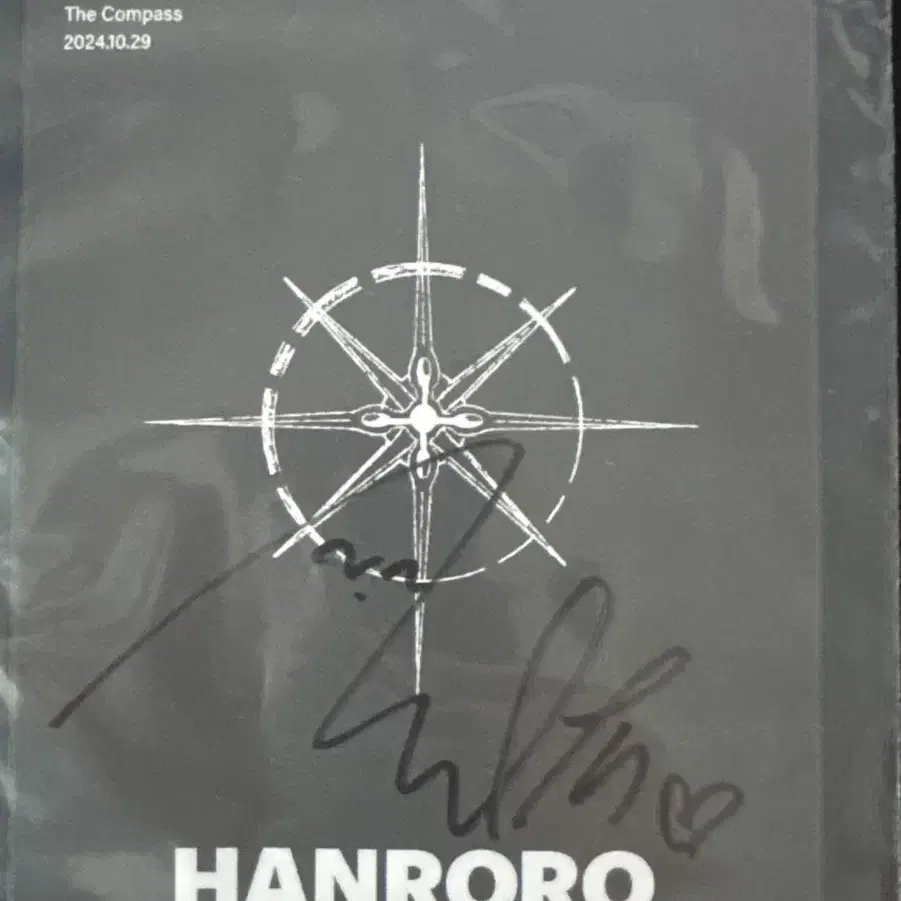 The Compass
2024.10.29
HANRORO